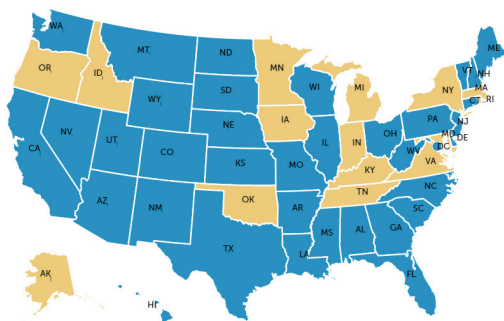 WA
MT
ND
MN
ME
VT
NH
OR
ID
SD
WI
MI
NY
MA
CT
RI
WY
IA
PA
NJ
NE
OH
MD
DE
NV
UT
IL
IN
DC
CA
CO
KS
MO
WV
VA
KY
NC
TN
AZ
NM
OK
AR
SC
MS
AL
GA
TX
LA
AK
FL
HI